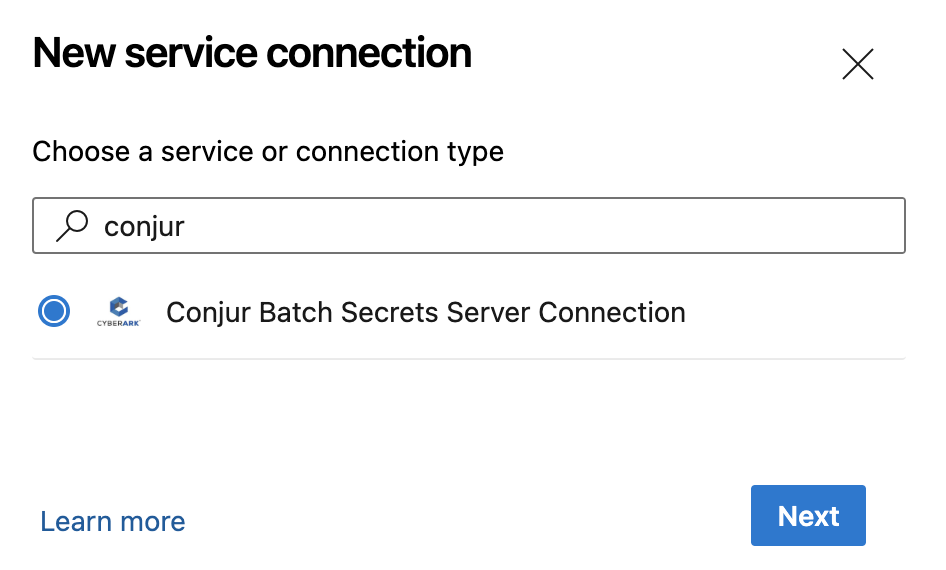 New service connection
Choose a service or connection type
conjur
CYBERARK
Conjur Batch Secrets Server Connection
Learn more
Next